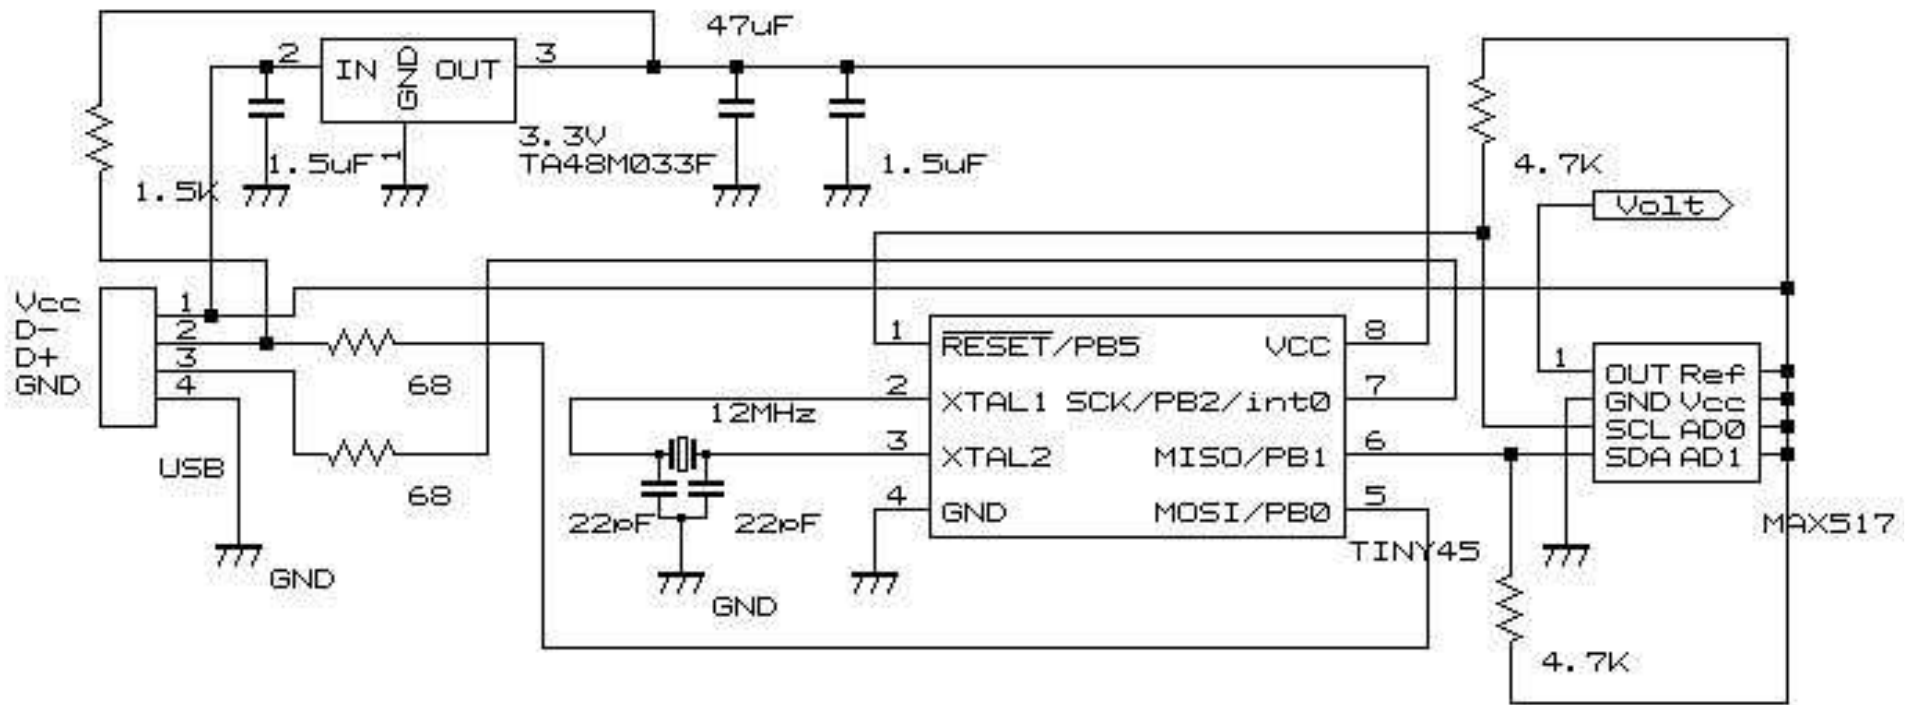 47uF
2
IN
GND
OUT
3
1
1.5uF
3.3V
TA48M033F
1.5uF
1.5K
4.7K
Volt
Vcc
D-
D+
GND
1
2
3
4
USB
GND
68
68
12MHz
22pF
22pF
GND
1
2
3
4
RESET/PB5
VCC
XTAL1
SCK/PB2/int0
XTAL2
MISO/PB1
GND
MOSI/PB0
8
7
6
5
TINY45
1
OUT Ref
GND Vcc
SCL AD0
SDA AD1
MAX517
4.7K